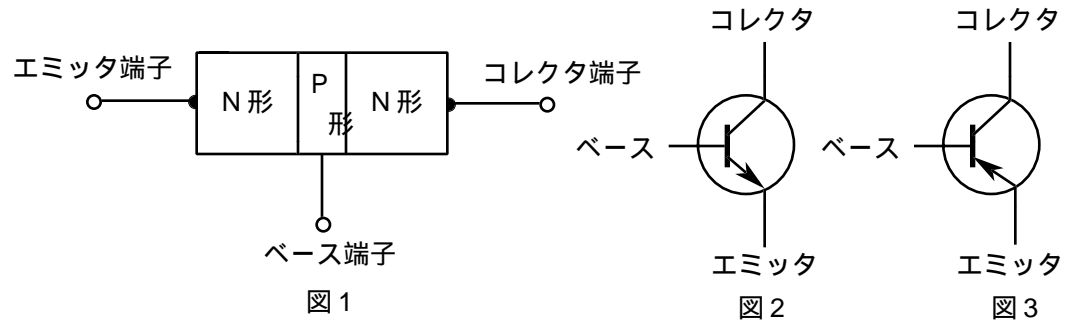 エミッタ端子
N形
P
形
N形
コレクタ端子
ベース端子
図1
コレクタ
ベース
エミッタ
図2
コレクタ
ベース
エミッタ
図3